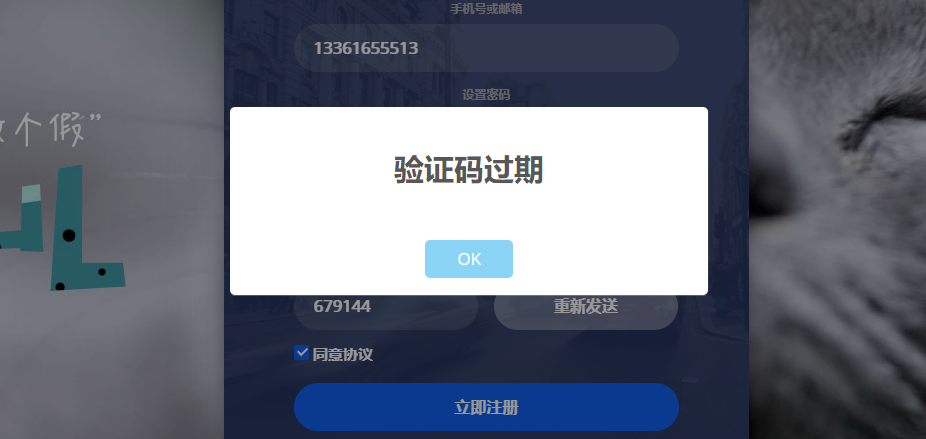 手机号或邮箱
13361655513
设置密码
个假”
验证码过期
OK
679144
重新发送
同意协议
立即注册